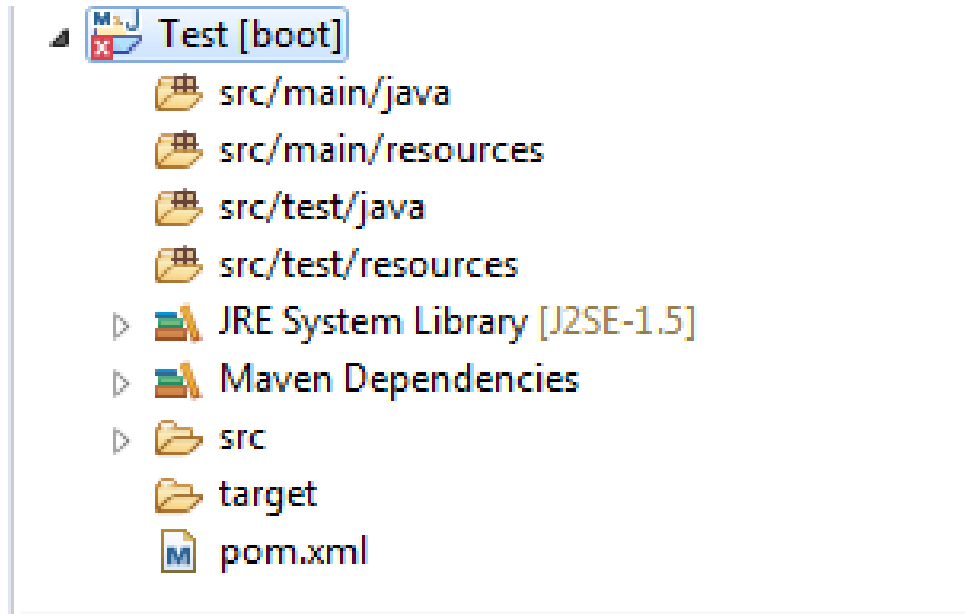 Test [boot]
src/main/java
src/main/resources
src/test/java
src/test/resources
JRE System Library [J2SE-1.5]
Maven Dependencies
src
target
pom.xml